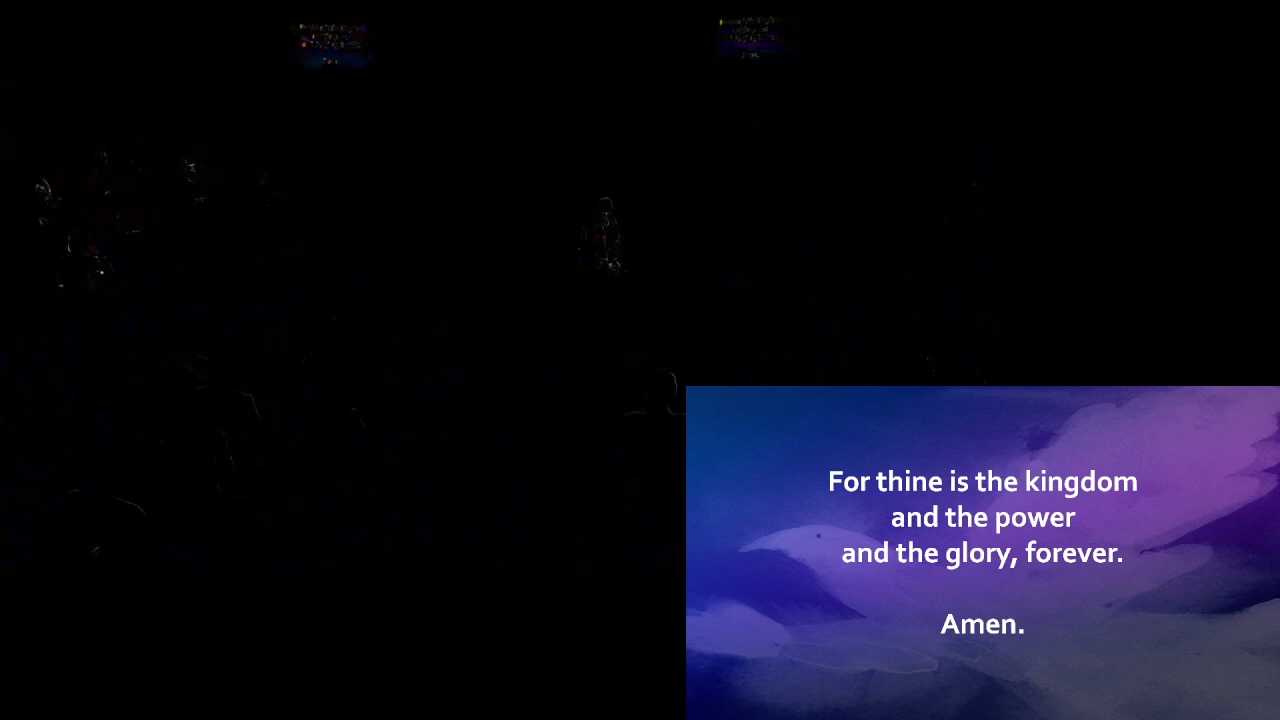 For thine is the kingdom
and the power
and the glory, forever.
Amen.